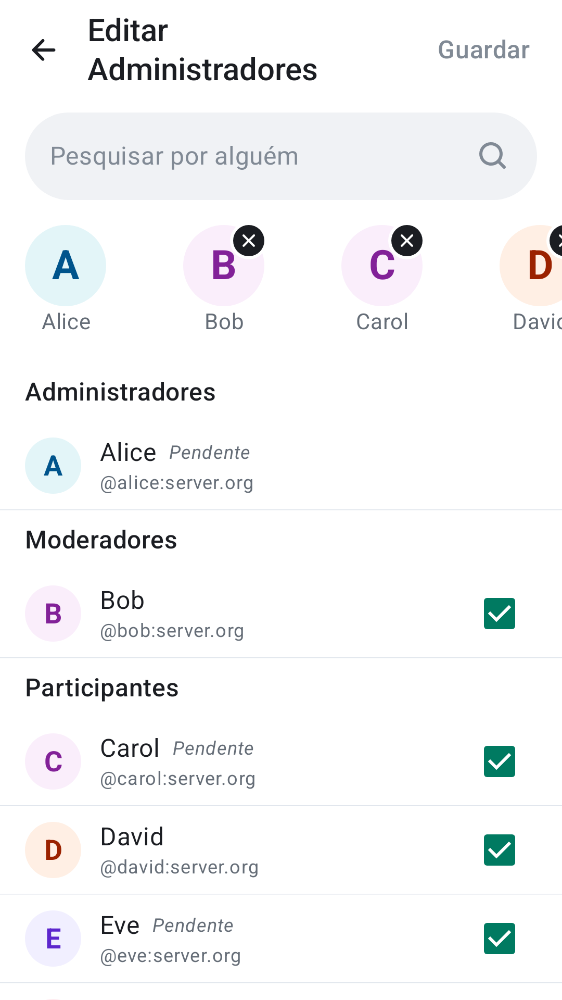 Editar
Administradores
Guardar
Pesquisar por alguém
A
B
C
D
Alice
Bob
Carol
Administradores
A
Alice Pendente
@alice:server.org
Moderadores
B
Bob
@bob:server.org
Participantes
C
Carol Pendente
@carol:server.org
D
David
@david:server.org
E
Eve Pendente
@eve:server.org